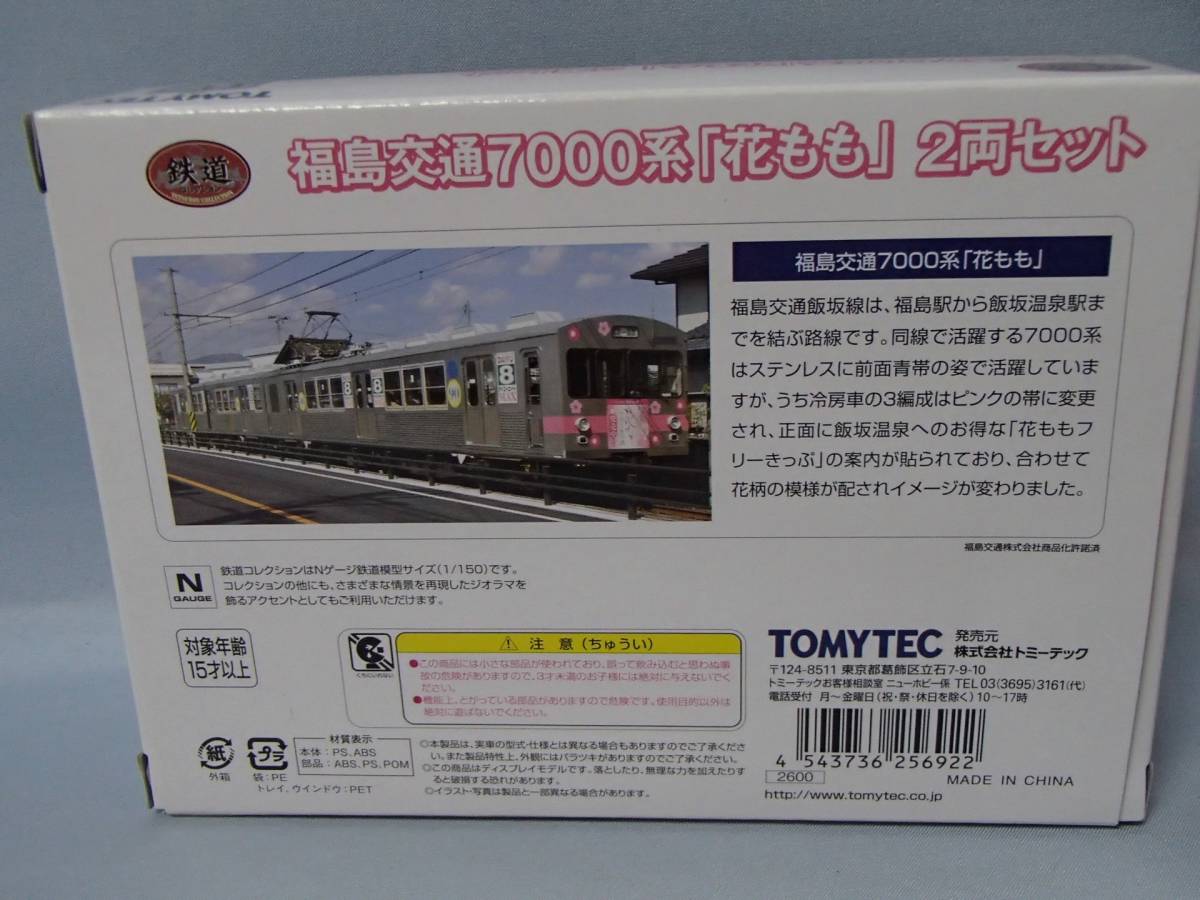 TOMYTEC
鉄道
コレクション
福島交通7000系「花もも」 2両セット
福島交通7000系「花もも」
福島交通飯坂線は、福島駅から飯坂温泉駅ま
でを結ぶ路線です。同線で活躍する7000系
はステンレスに前面青帯の姿で活躍していま
すが、うち冷房車の3編成はピンクの帯に変更
され、正面に飯坂温泉へのお得な「花ももフ
リーきっぷ」の案内が貼られており、合わせて
花柄の模様が配されイメージが変わりました。
福島交通株式会社商品化許諾済
N
GAUGE
鉄道コレクションはNゲージ鉄道模型サイズ(1/150)です。
コレクションの他にも、さまざまな情景を再現したジオラマを
飾るアクセントとしてもご利用いただけます。
対象年齢
15才以上
くちにいれない
注 意(ちゅうい)
●この商品には小さな部品が使われており、誤って飲み込むと思わぬ事
故の危険がありますので、3才未満のお子様には絶対に与えないでく
ださい。
●機能上、とがっている部品がありますので危険です。使用目的以外は
絶対に遊ばないでください。
TOMYTEC
発売元
株式会社トミーテック
〒124-8511 東京都葛飾区立石7-9-10
トミーテックお客様相談室 ニューホビー係 TEL 03(3695)3161(代)
電話受付 月～金曜日(祝・祭・休日を除く) 10～17時
紙
外箱
プラ
袋:PE
トレイ、ウインドウ:PET
材質表示
本体:PS、ABS
部品:ABS、PS、POM
◎本製品は、実車の型式・仕様とは異なる場合もありますのでご了承くださ
い。また製品特性上、外観にはバラツキがありますのでご了承ください。
◎この商品はディスプレイモデルです。落としたり、無理な力を加えたりす
ると破損する恐れがあります。
◎イラスト・写真は製品と一部異なる場合があります。
4 543736 256922
2600
MADE IN CHINA
http://www.tomytec.co.jp